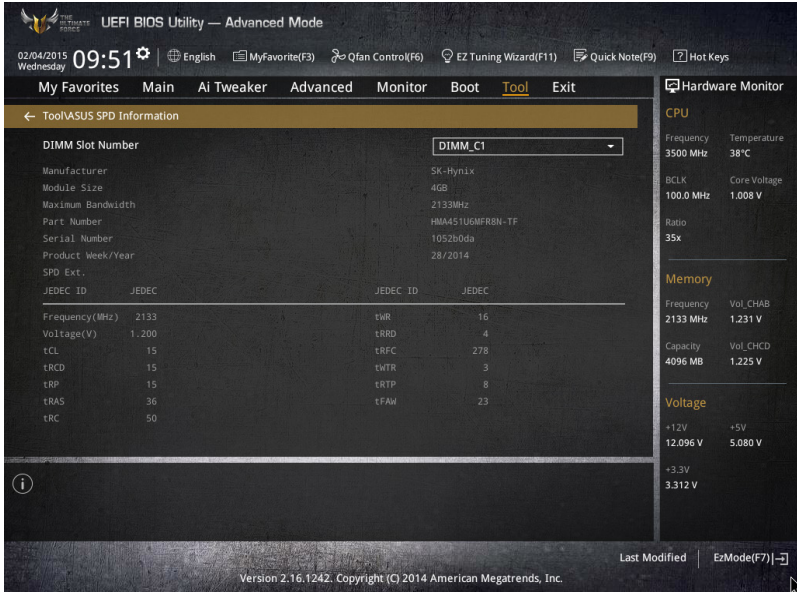 THE ULTIMATE FORCE UEFI BIOS Utility — Advanced Mode
02/04/2015 Wednesday 09:51 English MyFavorite(F3) Qfan Control(F6) EZ Tuning Wizard(F11) Quick Note(F9) Hot Keys
My Favorites Main Ai Tweaker Advanced Monitor Boot Tool Exit
← Tool\ASUS SPD Information
DIMM Slot Number DIMM_C1
Manufacturer SK-Hynix
Module Size 4GB
Maximum Bandwidth 2133MHz
Part Number HMA451U6MFR8N-TF
Serial Number 1052b0da
Product Week/Year 28/2014
SPD Ext.
JEDEC ID JEDEC JEDEC ID JEDEC
Frequency(MHz) 2133 tWR 16
Voltage(V) 1.200 tRRD 4
tCL 15 tRFC 278
tRCD 15 tWTR 3
tRP 15 tRTP 8
tRAS 36 tFAW 23
tRC 50
Hardware Monitor
CPU
Frequency Temperature
3500 MHz 38°C
BCLK Core Voltage
100.0 MHz 1.008 V
Ratio
35x
Memory
Frequency Vol_CHAB
2133 MHz 1.231 V
Capacity Vol_CHCD
4096 MB 1.225 V
Voltage
+12V +5V
12.096 V 5.080 V
+3.3V
3.312 V
Last Modified EzMode(F7)
Version 2.16.1242. Copyright (C) 2014 American Megatrends, Inc.